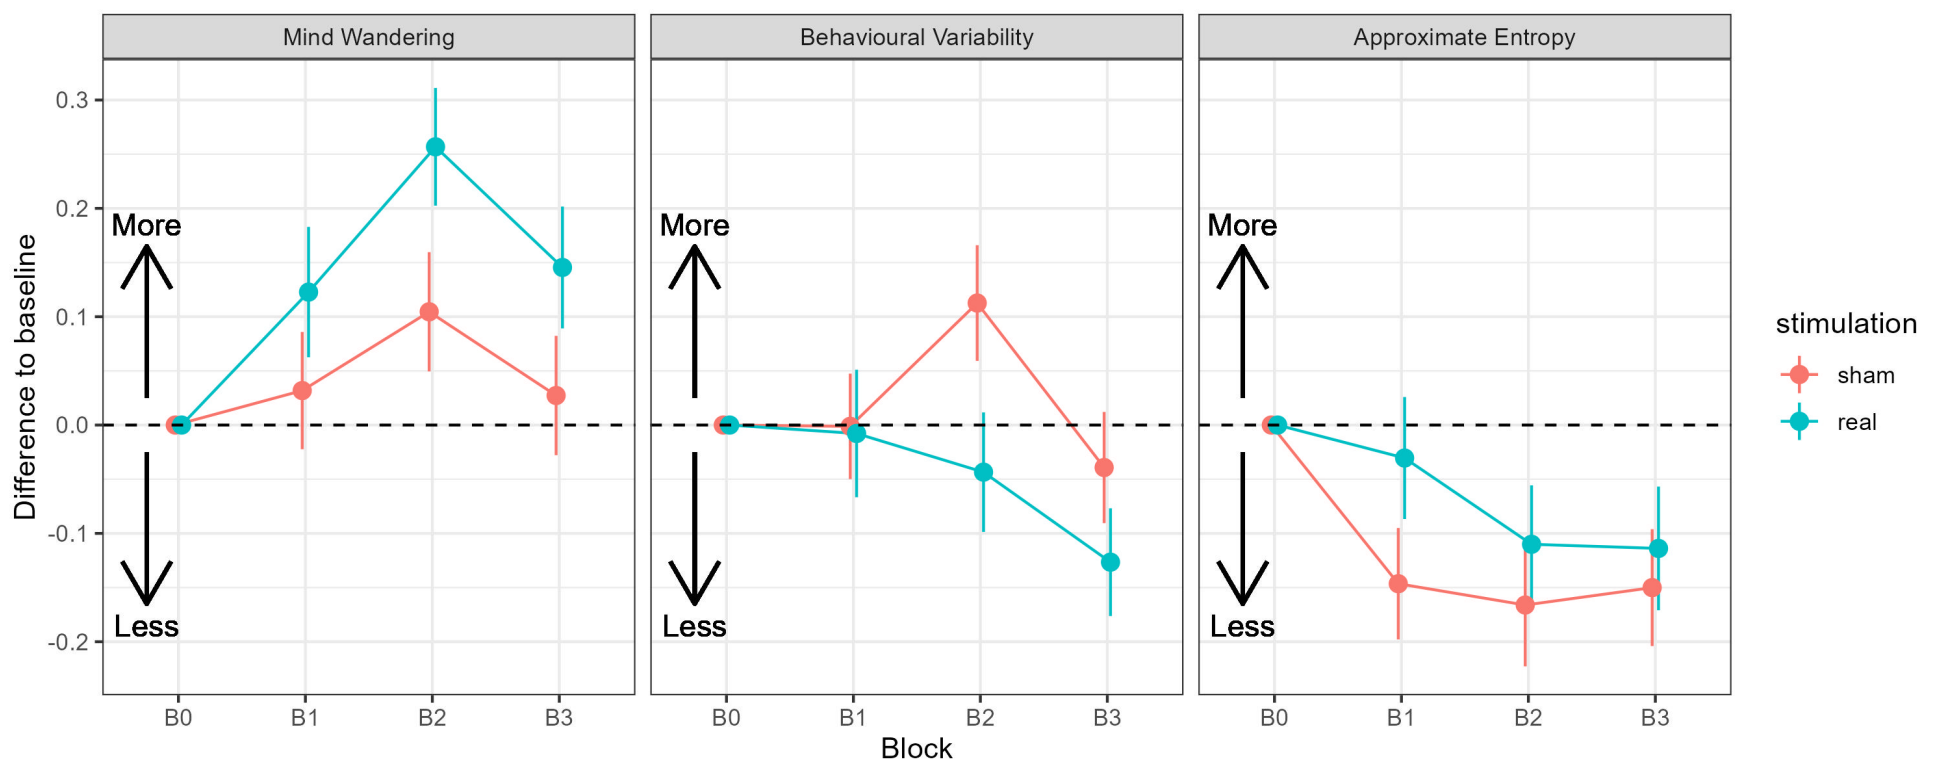 Mind Wandering
Behavioural Variability
Approximate Entropy
Difference to baseline
0.3
0.2
0.1
0.0
-0.1
-0.2
More
Less
More
Less
More
Less
B0 B1 B2 B3
B0 B1 B2 B3
B0 B1 B2 B3
Block
stimulation
sham
real